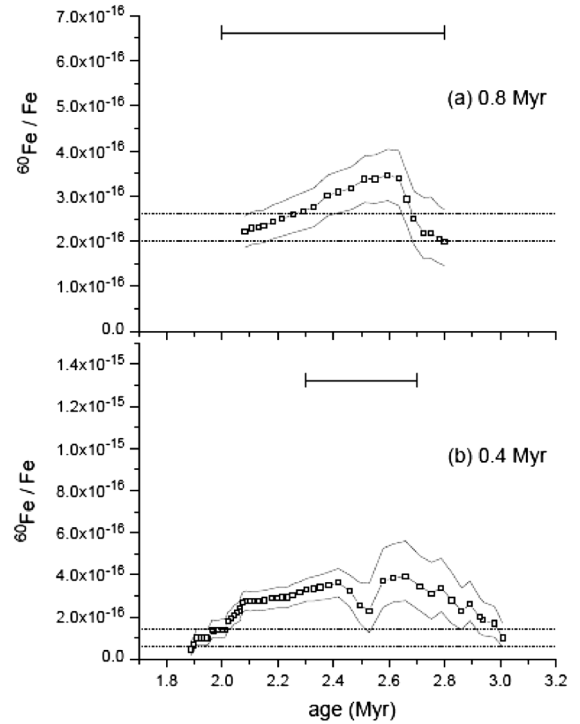 7.0x10⁻¹⁶
6.0x10⁻¹⁶
5.0x10⁻¹⁶
4.0x10⁻¹⁶
3.0x10⁻¹⁶
2.0x10⁻¹⁶
1.0x10⁻¹⁶
0.0
⁶⁰Fe / Fe
(a) 0.8 Myr
1.4x10⁻¹⁵
1.2x10⁻¹⁵
1.0x10⁻¹⁵
8.0x10⁻¹⁶
6.0x10⁻¹⁶
4.0x10⁻¹⁶
2.0x10⁻¹⁶
0.0
⁶⁰Fe / Fe
(b) 0.4 Myr
1.8 2.0 2.2 2.4 2.6 2.8 3.0 3.2
age (Myr)